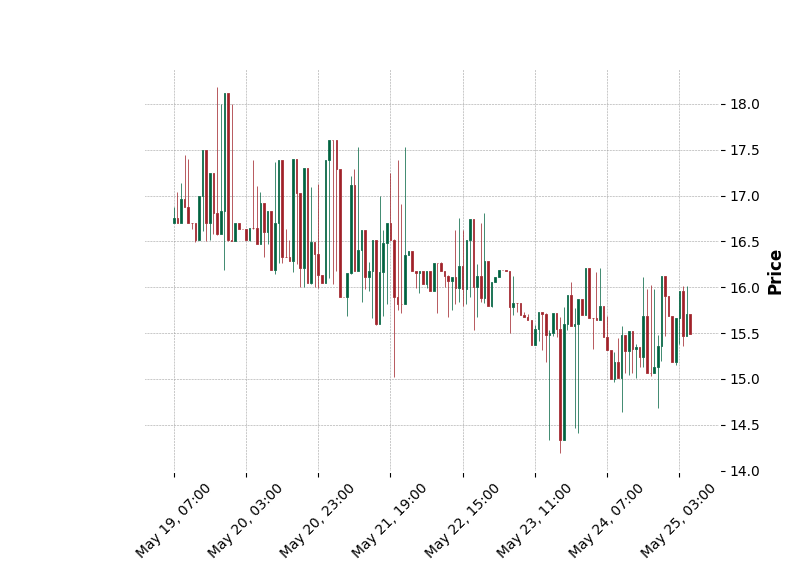 18.0
17.5
17.0
16.5
16.0
15.5
15.0
14.5
14.0
Price
May 19, 07:00
May 20, 03:00
May 20, 23:00
May 21, 19:00
May 22, 15:00
May 23, 11:00
May 24, 07:00
May 25, 03:00